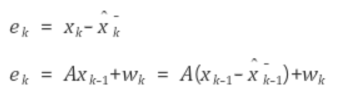 e_k = x_k - x̂_k^-
e_k = Ax_{k-1}+w_k = A(x_{k-1} - x̂^-_{k-1})+w_k